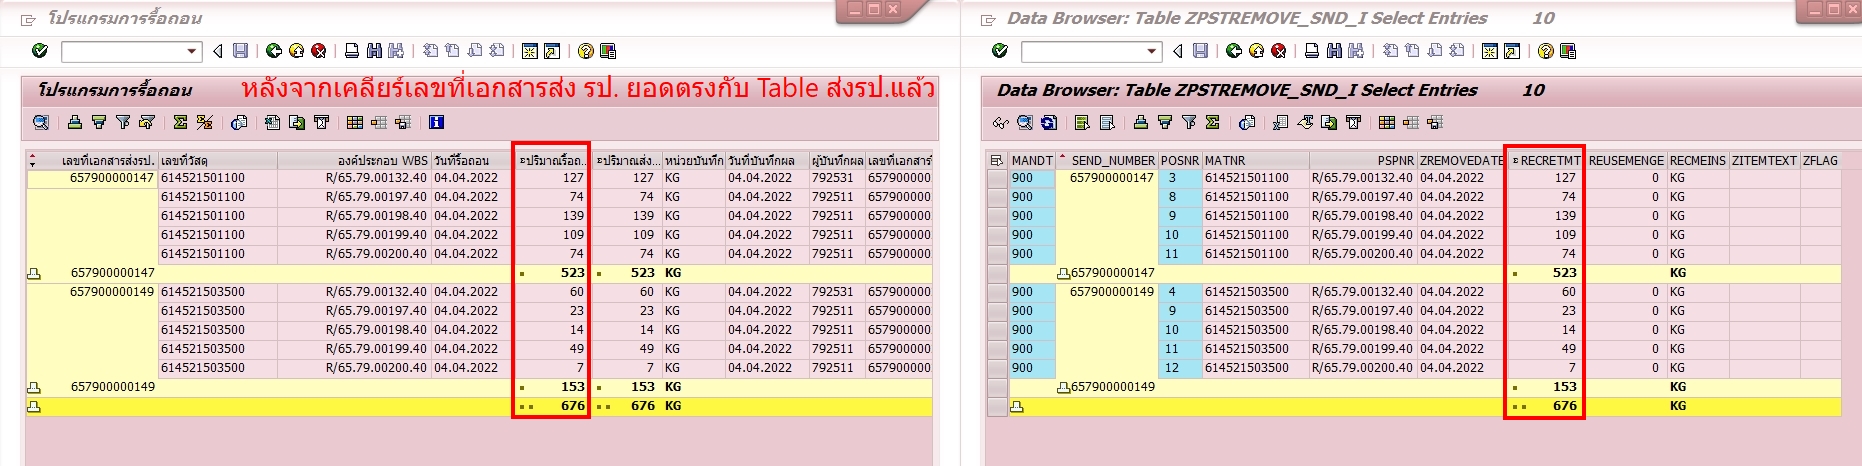 โปรแกรมการรื้อถอน
โปรแกรมการรื้อถอน
หลังจากเคลียร์เลขที่เอกสารส่ง รป. ยอดตรงกับ Table ส่งรป.แล้ว
เลขที่เอกสารส่งรป. เลขที่วัสดุ องค์ประกอบ WBS วันที่รื้อถอน ปริมาณรื้อถ... ปริมาณส่ง... หน่วยบันทึก วันที่บันทึกผล ผู้บันทึกผล เลขที่เอกสาร
657900000147 614521501100 R/65.79.00132.40 04.04.2022 127 127 KG 04.04.2022 792531 657900000
614521501100 R/65.79.00197.40 04.04.2022 74 74 KG 04.04.2022 792511 657900000
614521501100 R/65.79.00198.40 04.04.2022 139 139 KG 04.04.2022 792511 657900000
614521501100 R/65.79.00199.40 04.04.2022 109 109 KG 04.04.2022 792511 657900000
614521501100 R/65.79.00200.40 04.04.2022 74 74 KG 04.04.2022 792511 657900000
657900000147 523 523 KG
657900000149 614521503500 R/65.79.00132.40 04.04.2022 60 60 KG 04.04.2022 792531 657900000
614521503500 R/65.79.00197.40 04.04.2022 23 23 KG 04.04.2022 792511 657900000
614521503500 R/65.79.00198.40 04.04.2022 14 14 KG 04.04.2022 792511 657900000
614521503500 R/65.79.00199.40 04.04.2022 49 49 KG 04.04.2022 792511 657900000
614521503500 R/65.79.00200.40 04.04.2022 7 7 KG 04.04.2022 792511 657900000
657900000149 153 153 KG
676 676 KG
Data Browser: Table ZPSTREMOVE_SND_I Select Entries 10
Data Browser: Table ZPSTREMOVE_SND_I Select Entries 10
MANDT SEND_NUMBER POSNR MATNR PSPNR ZREMOVEDATE RECRETMT REUSEMENGE RECMEINS ZITEMTEXT ZFLAG
900 657900000147 3 614521501100 R/65.79.00132.40 04.04.2022 127 0 KG
900 8 614521501100 R/65.79.00197.40 04.04.2022 74 0 KG
900 9 614521501100 R/65.79.00198.40 04.04.2022 139 0 KG
900 10 614521501100 R/65.79.00199.40 04.04.2022 109 0 KG
900 11 614521501100 R/65.79.00200.40 04.04.2022 74 0 KG
657900000147 523 KG
900 657900000149 4 614521503500 R/65.79.00132.40 04.04.2022 60 0 KG
900 9 614521503500 R/65.79.00197.40 04.04.2022 23 0 KG
900 10 614521503500 R/65.79.00198.40 04.04.2022 14 0 KG
900 11 614521503500 R/65.79.00199.40 04.04.2022 49 0 KG
900 12 614521503500 R/65.79.00200.40 04.04.2022 7 0 KG
657900000149 153 KG
676 KG